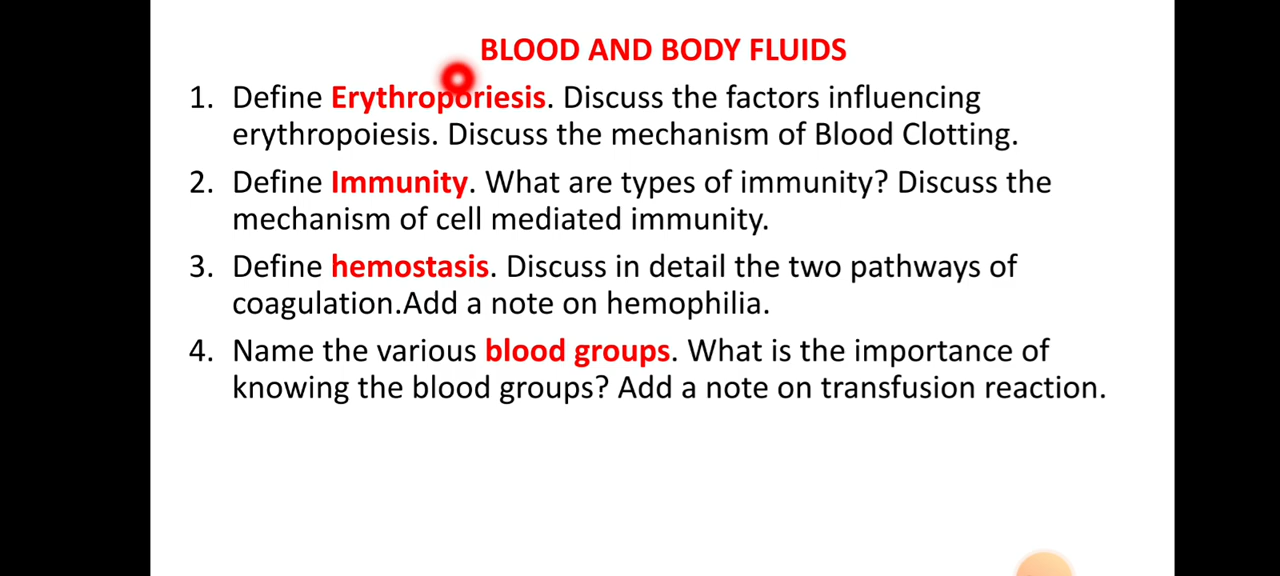 BLOOD AND BODY FLUIDS
1. Define Erythroporiesis. Discuss the factors influencing
erythropoiesis. Discuss the mechanism of Blood Clotting.
2. Define Immunity. What are types of immunity? Discuss the
mechanism of cell mediated immunity.
3. Define hemostasis. Discuss in detail the two pathways of
coagulation.Add a note on hemophilia.
4. Name the various blood groups. What is the importance of
knowing the blood groups? Add a note on transfusion reaction.